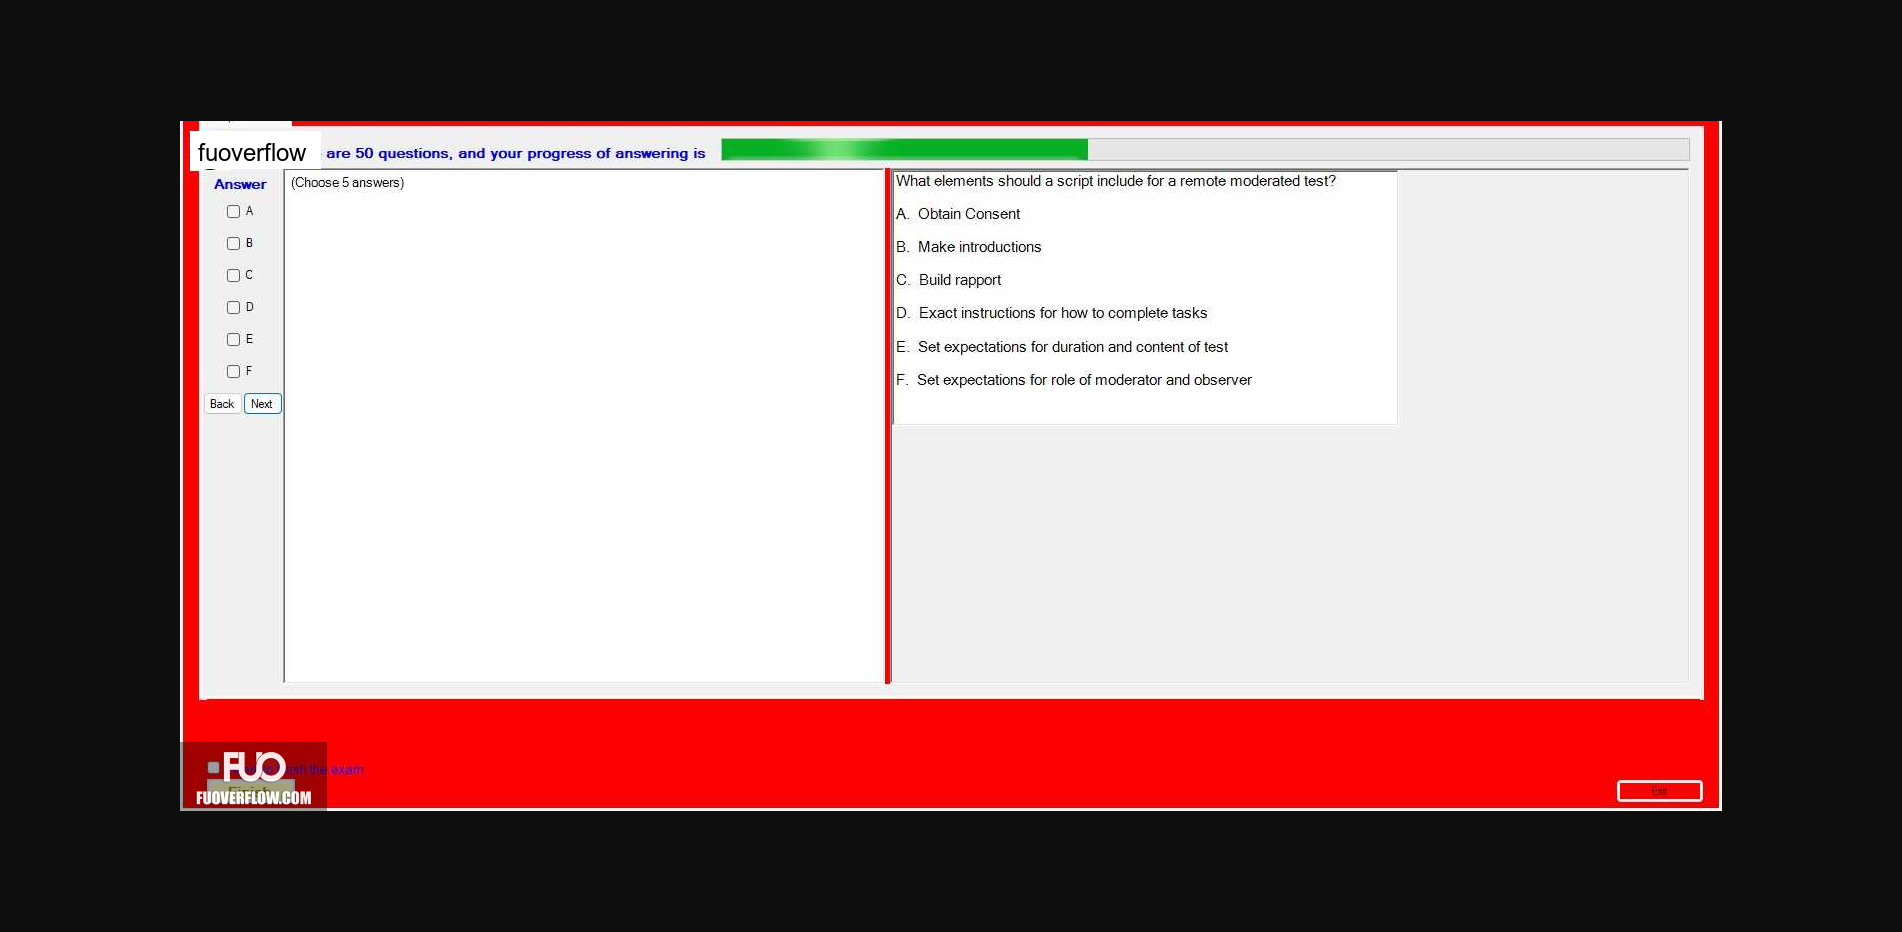 fuoverflow are 50 questions, and your progress of answering is
Answer
(Choose 5 answers)
A
B
C
D
E
F
Back Next
What elements should a script include for a remote moderated test?
A. Obtain Consent
B. Make introductions
C. Build rapport
D. Exact instructions for how to complete tasks
E. Set expectations for duration and content of test
F. Set expectations for role of moderator and observer
FUO
the exam
Finish
FUOVERFLOW.COM
Exit